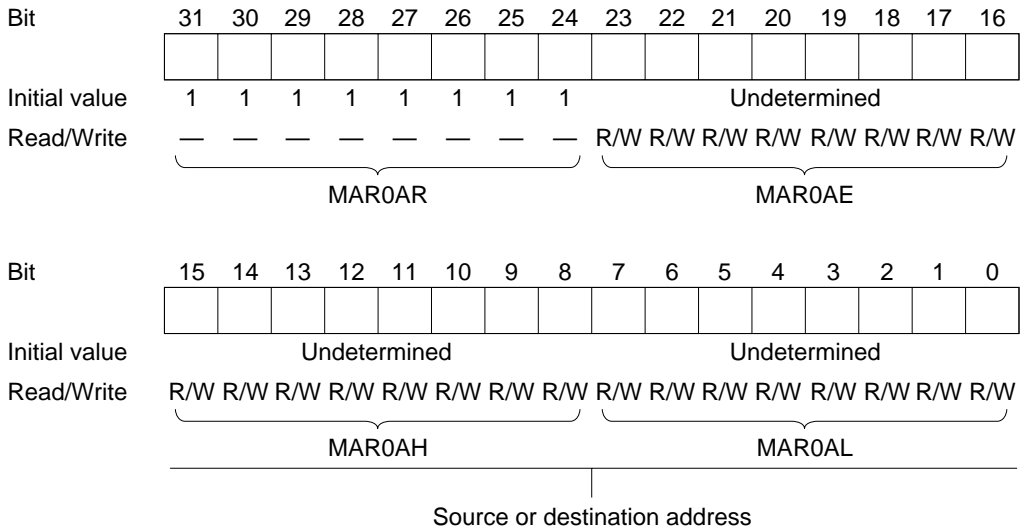 Bit 31 30 29 28 27 26 25 24 23 22 21 20 19 18 17 16
Initial value 1 1 1 1 1 1 1 1 Undetermined
Read/Write — — — — — — — — R/W R/W R/W R/W R/W R/W R/W R/W
MAR0AR MAR0AE
Bit 15 14 13 12 11 10 9 8 7 6 5 4 3 2 1 0
Initial value Undetermined Undetermined
Read/Write R/W R/W R/W R/W R/W R/W R/W R/W R/W R/W R/W R/W R/W R/W R/W R/W
MAR0AH MAR0AL
Source or destination address